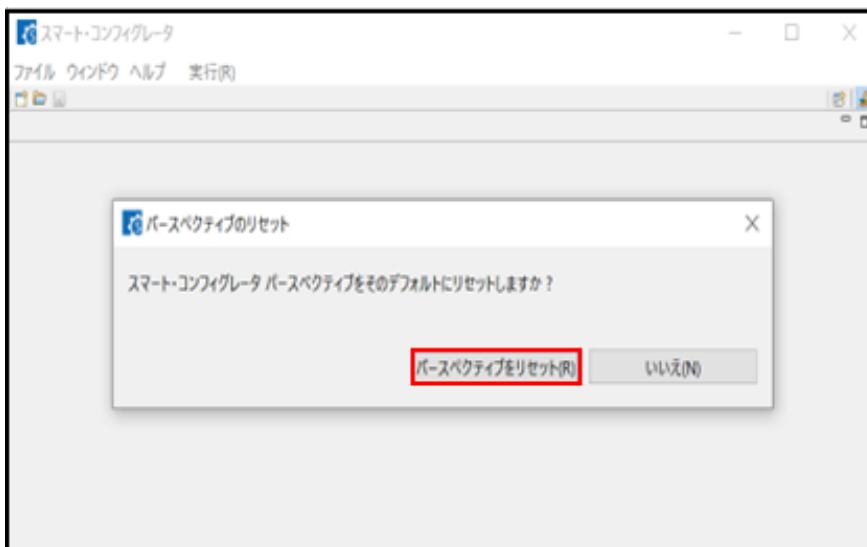 スマート・コンフィグレータ
ファイル ウィンドウ ヘルプ 実行(R)
パースペクティブのリセット
スマート・コンフィグレータ パースペクティブをそのデフォルトにリセットしますか？
パースペクティブをリセット(R) いいえ(N)